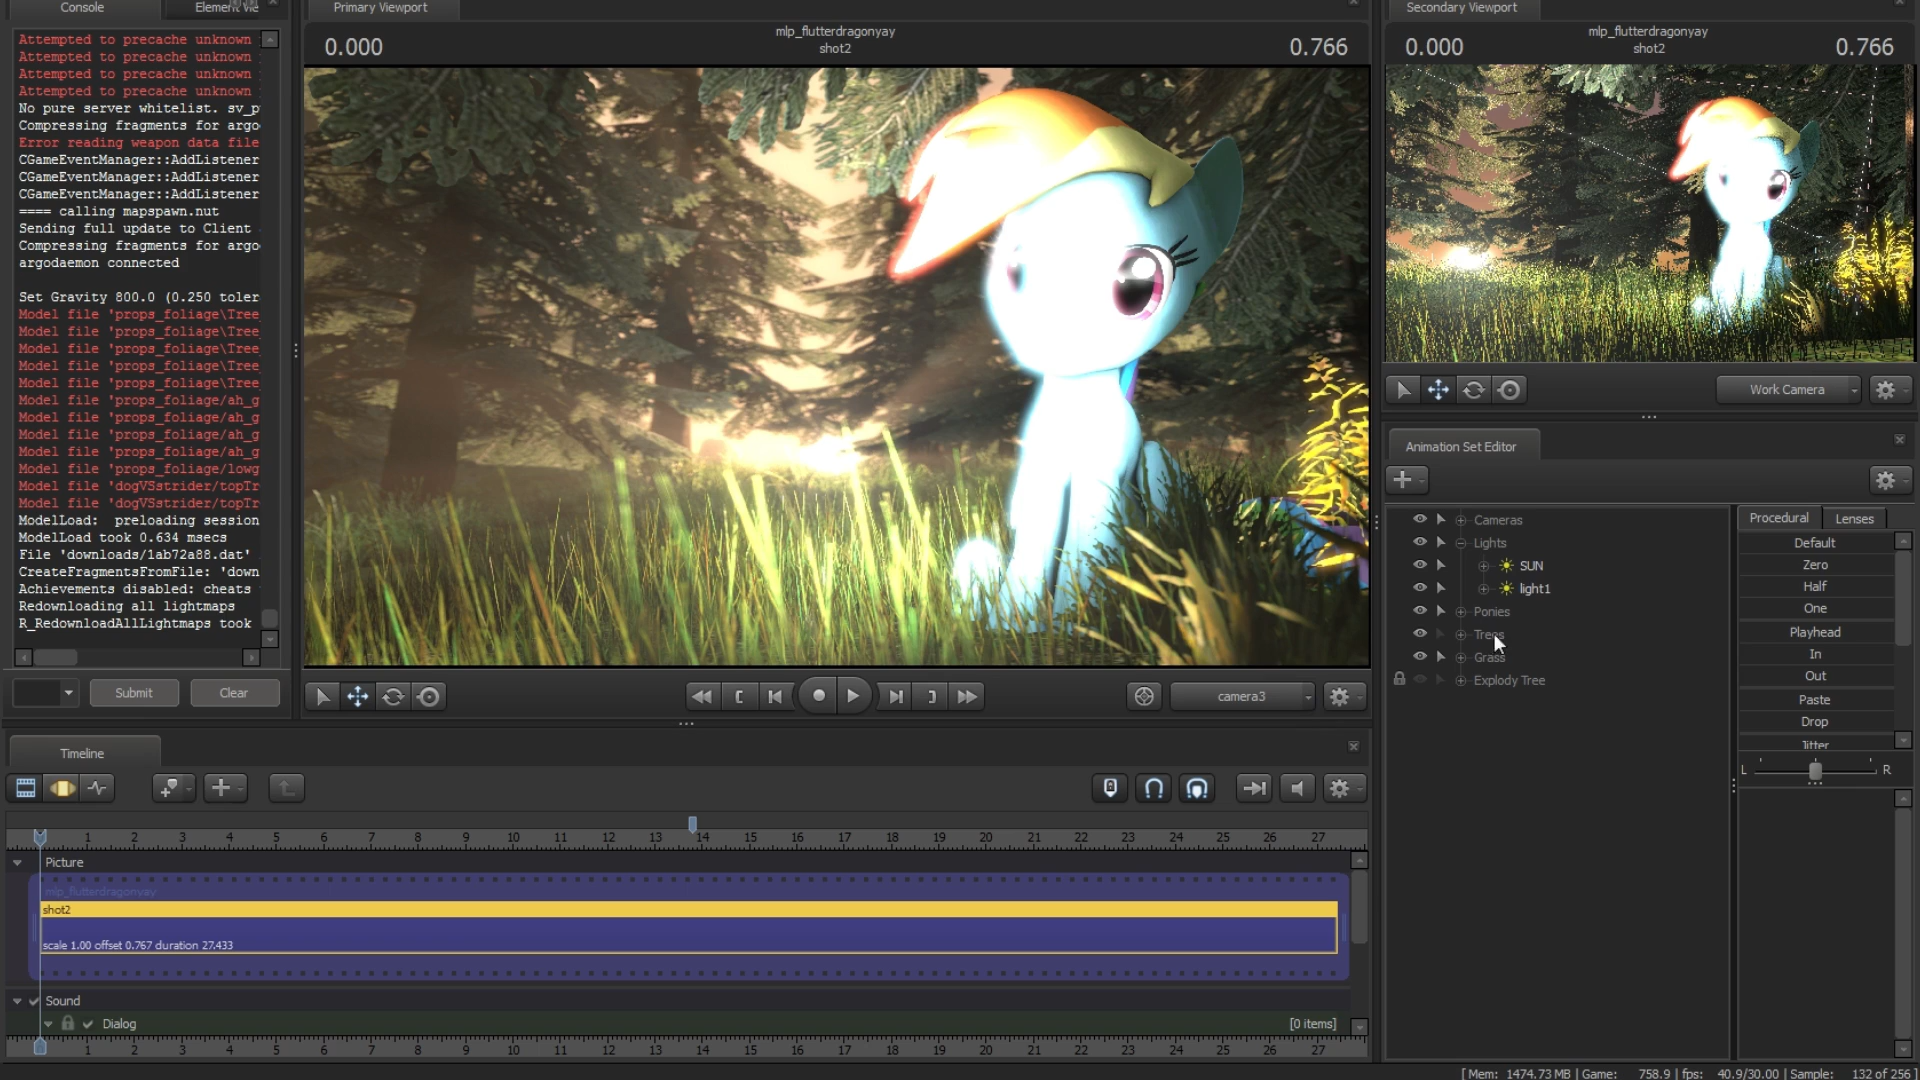 Console
Element Vie
Attempted to precache unknown
Attempted to precache unknown
Attempted to precache unknown
Attempted to precache unknown
No pure server whitelist. sv_p
Compressing fragments for argo
Error reading weapon data file
CGameEventManager::AddListener
CGameEventManager::AddListener
CGameEventManager::AddListener
==== calling mapspawn.nut
Sending full update to Client
Compressing fragments for argo
argodaemon connected
Set Gravity 800.0 (0.250 toler
Model file 'props_foliage\Tree_
Model file 'props_foliage\Tree_
Model file 'props_foliage\Tree_
Model file 'props_foliage\Tree_
Model file 'props_foliage\Tree_
Model file 'props_foliage/ah_g
Model file 'props_foliage/ah_g
Model file 'props_foliage/ah_g
Model file 'props_foliage/ah_g
Model file 'props_foliage/lowg
Model file 'dogVSstrider/topTr
Model file 'dogVSstrider/topTr
ModelLoad:  preloading session
ModelLoad took 0.634 msecs
File 'downloads/1ab72a88.dat'
CreateFragmentsFromFile: 'down
Achievements disabled: cheats
Redownloading all lightmaps
R_RedownloadAllLightmaps took
Submit
Clear
Primary Viewport
0.000
mlp_flutterdragonyay
shot2
0.766
camera3
Secondary Viewport
0.000
mlp_flutterdragonyay
shot2
0.766
Work Camera
Animation Set Editor
Cameras
Lights
SUN
light1
Ponies
Trees
Grass
Explody Tree
Procedural
Lenses
Default
Zero
Half
One
Playhead
In
Out
Paste
Drop
Jitter
L
R
Timeline
1 2 3 4 5 6 7 8 9 10 11 12 13 14 15 16 17 18 19 20 21 22 23 24 25 26 27
Picture
mlp_flutterdragonyay
shot2
scale 1.00 offset 0.767 duration 27.433
Sound
Dialog
[0 items]
1 2 3 4 5 6 7 8 9 10 11 12 13 14 15 16 17 18 19 20 21 22 23 24 25 26 27
[ Mem: 1474.73 MB | Game: 758.9 | fps: 40.9/30.00 | Sample: 132 of 256 ]